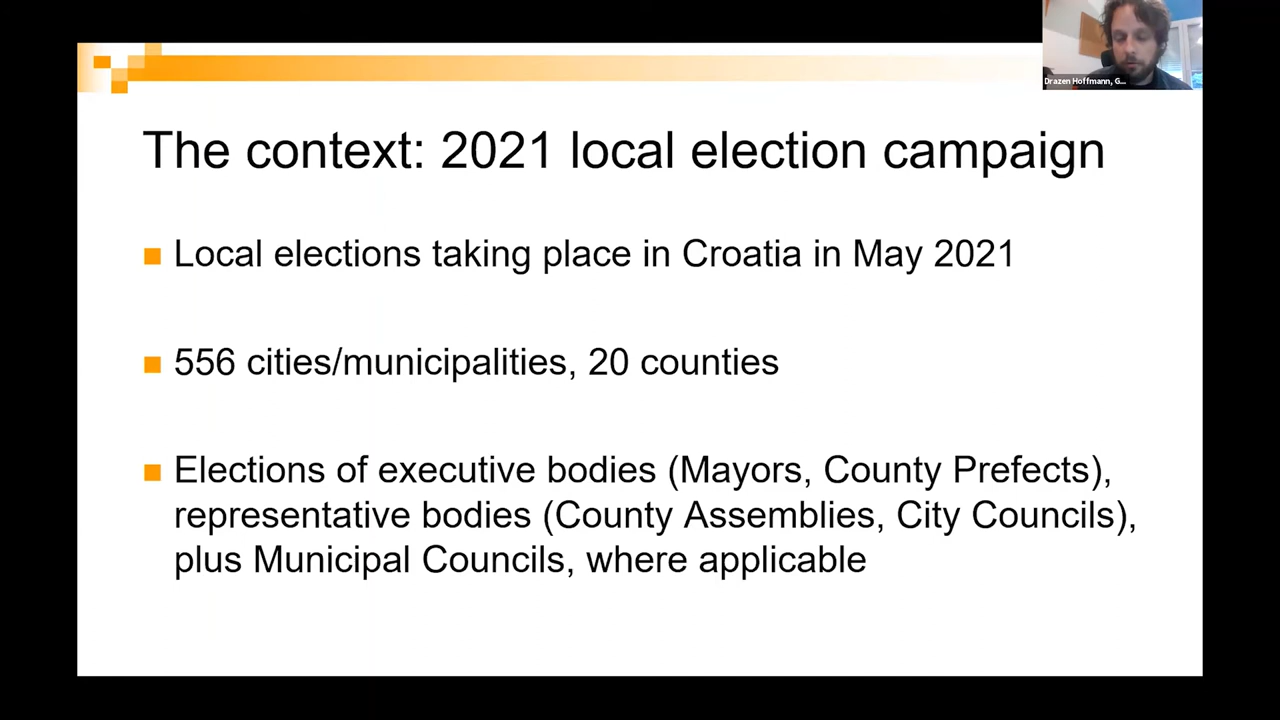 Drazen Hoffmann, G...
The context: 2021 local election campaign
Local elections taking place in Croatia in May 2021
556 cities/municipalities, 20 counties
Elections of executive bodies (Mayors, County Prefects),
representative bodies (County Assemblies, City Councils),
plus Municipal Councils, where applicable